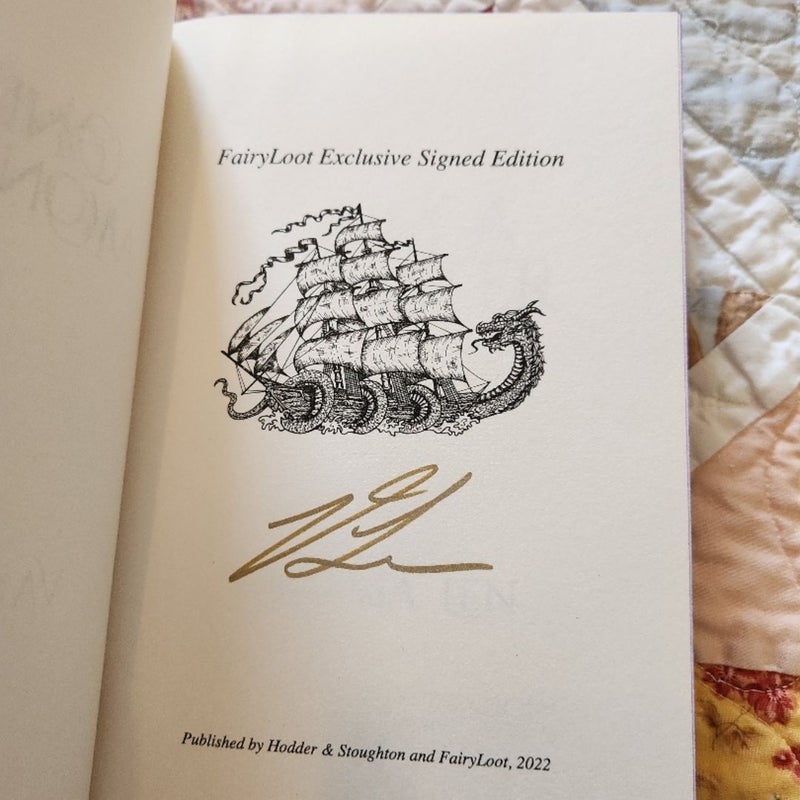 FairyLoot Exclusive Signed Edition
Published by Hodder & Stoughton and FairyLoot, 2022